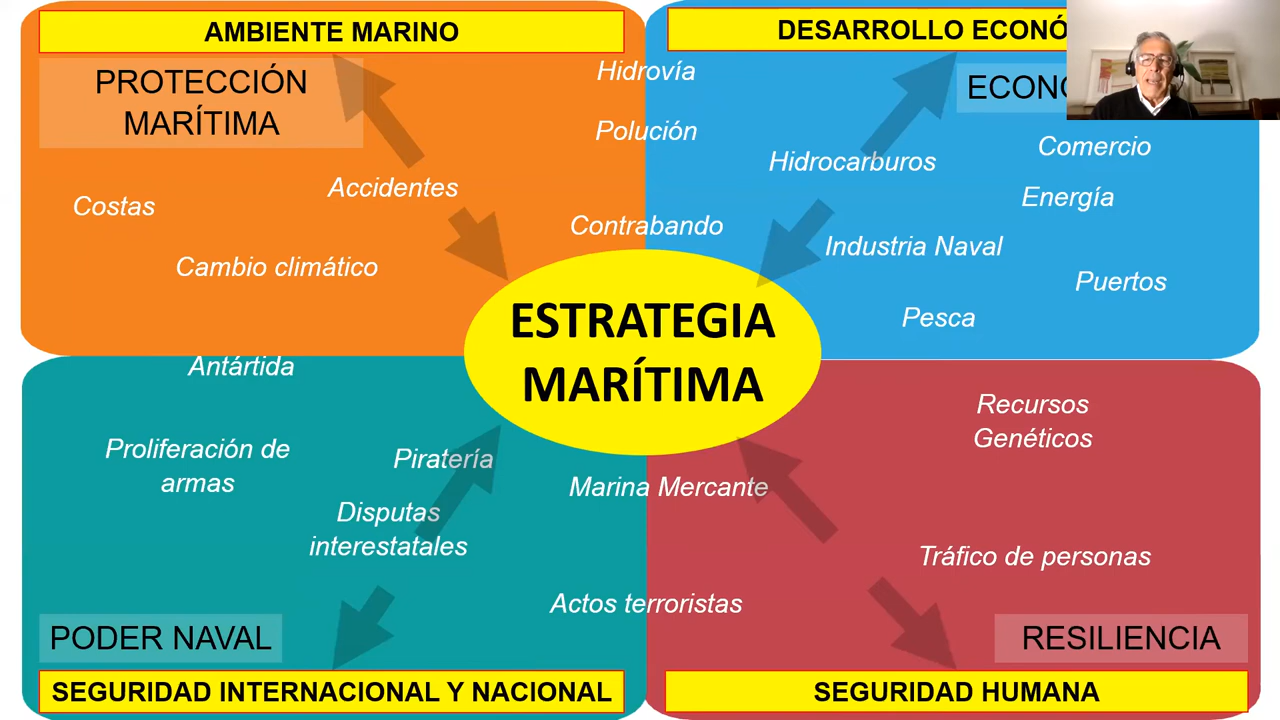 AMBIENTE MARINO
DESARROLLO ECONÓ
PROTECCIÓN
MARÍTIMA
ECONO
Hidrovía
Polución
Hidrocarburos
Comercio
Accidentes
Costas
Energía
Contrabando
Industria Naval
Cambio climático
Puertos
Pesca
ESTRATEGIA
MARÍTIMA
Antártida
Recursos
Genéticos
Proliferación de
armas
Piratería
Marina Mercante
Disputas
interestatales
Tráfico de personas
Actos terroristas
PODER NAVAL
RESILIENCIA
SEGURIDAD INTERNACIONAL Y NACIONAL
SEGURIDAD HUMANA